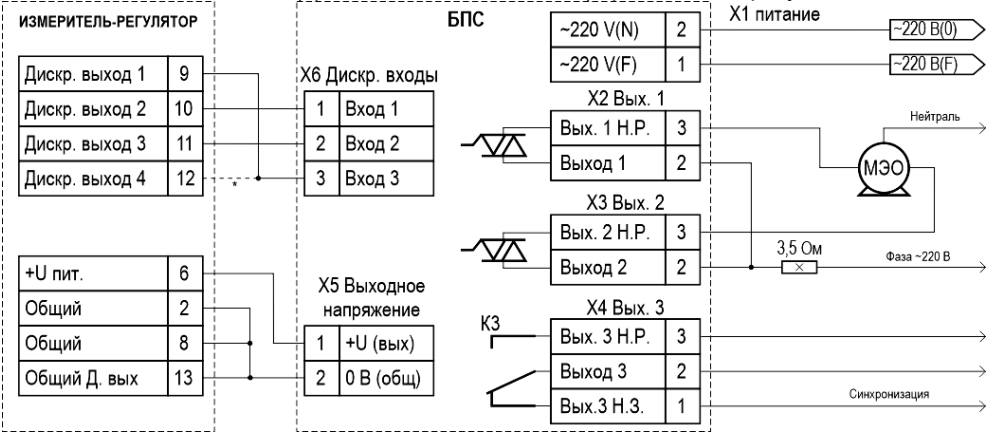 ИЗМЕРИТЕЛЬ-РЕГУЛЯТОР
Дискр. выход 1 9
Дискр. выход 2 10
Дискр. выход 3 11
Дискр. выход 4 12
*
+U пит. 6
Общий 2
Общий 8
Общий Д. вых 13
БПС
X6 Дискр. входы
1 Вход 1
2 Вход 2
3 Вход 3
X5 Выходное
напряжение
1 +U (вых)
2 0 В (общ)
X1 питание
~220 V(N) 2
~220 V(F) 1
~220 В(0)
~220 В(F)
X2 Вых. 1
Вых. 1 Н.Р. 3
Выход 1 2
Нейтраль
МЭО
X3 Вых. 2
Вых. 2 Н.Р. 3
Выход 2 2
3,5 Ом
Фаза ~220 В
X4 Вых. 3
К3
Вых. 3 Н.Р. 3
Выход 3 2
Вых.3 Н.З. 1
Синхронизация